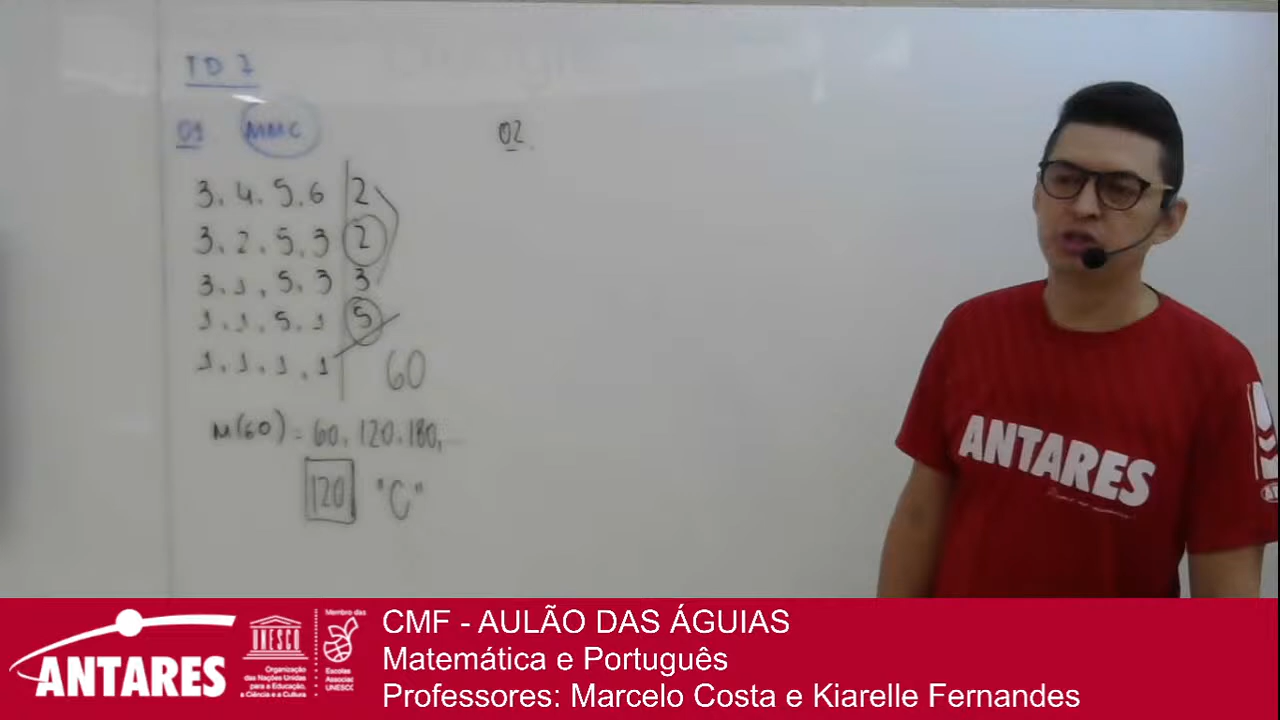 TD 7
01 MMC
3, 4, 5, 6 | 2
3, 2, 5, 3 | 2
3, 1, 5, 3 | 3
1, 1, 5, 1 | 5
1, 1, 1, 1 | 60
M(60) = 60, 120, 180, ...
120 "C"
02.
ANTARES
ANTARES
UNESCO
Organização
das Nações Unidas
para a Educação,
a Ciência e a Cultura
Membro das
Escolas
Associadas
UNESCO
CMF - AULÃO DAS ÁGUIAS
Matemática e Português
Professores: Marcelo Costa e Kiarelle Fernandes